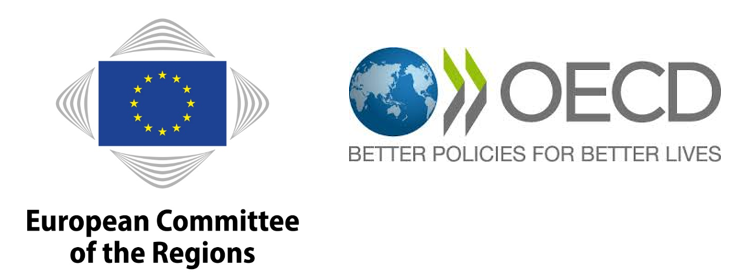 European Committee
of the Regions
OECD
BETTER POLICIES FOR BETTER LIVES